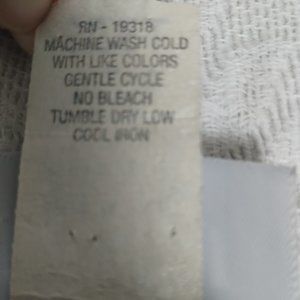 RN - 19318
MACHINE WASH COLD
WITH LIKE COLORS
GENTLE CYCLE
NO BLEACH
TUMBLE DRY LOW
COOL IRON